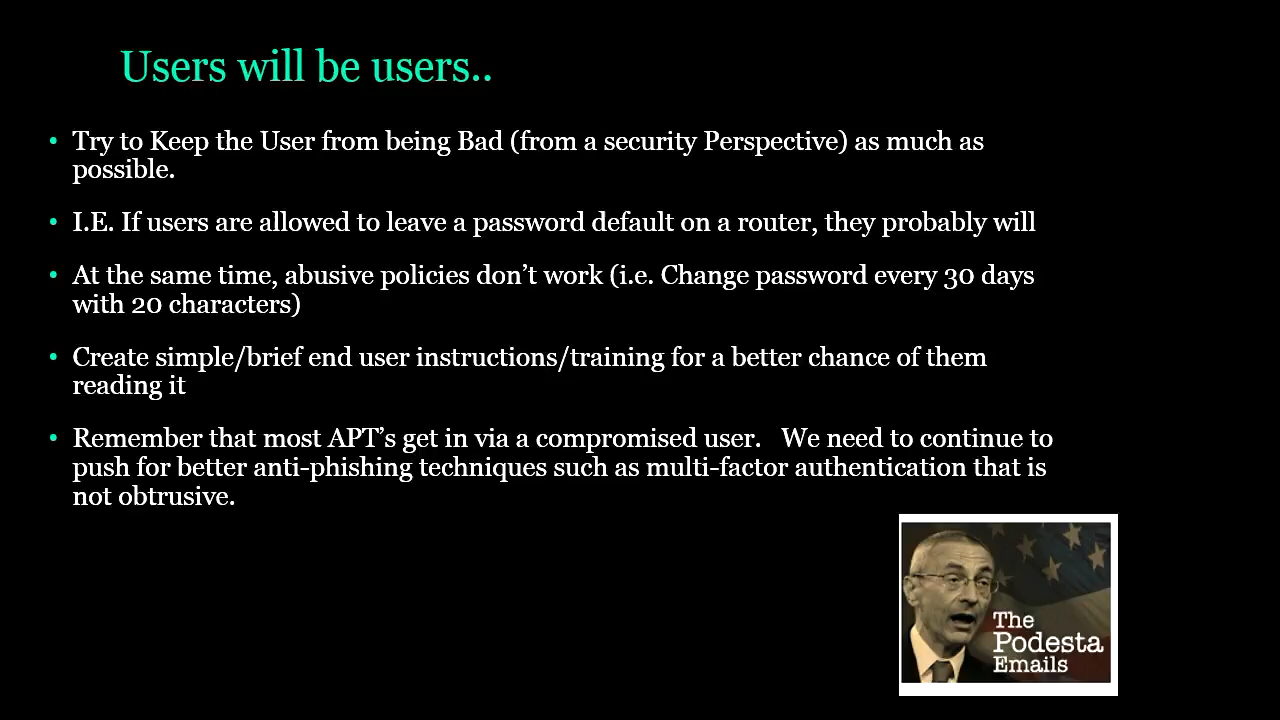 Users will be users..
• Try to Keep the User from being Bad (from a security Perspective) as much as
possible.
• I.E. If users are allowed to leave a password default on a router, they probably will
• At the same time, abusive policies don’t work (i.e. Change password every 30 days
with 20 characters)
• Create simple/brief end user instructions/training for a better chance of them
reading it
• Remember that most APT’s get in via a compromised user.   We need to continue to
push for better anti-phishing techniques such as multi-factor authentication that is
not obtrusive.
The
Podesta
Emails